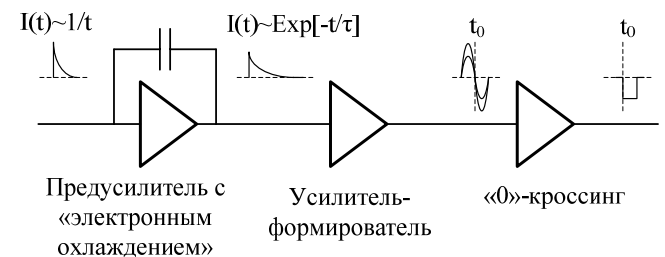 I(t)~1/t
I(t)~Exp[-t/τ]
t₀
t₀
Предусилитель с
«электронным
охлаждением»
Усилитель-
формирователь
«0»-кроссинг